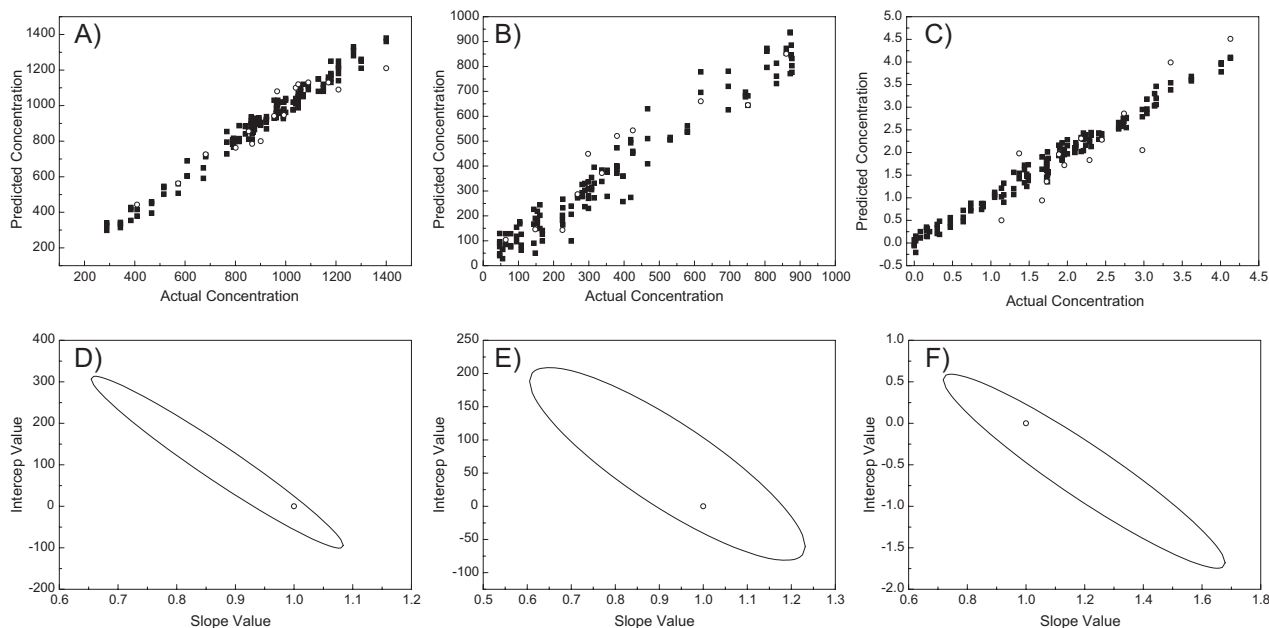 A)
1400
1200
1000
800
600
400
200
Predicted Concentration
200 400 600 800 1000 1200 1400
Actual Concentration
B)
1000
900
800
700
600
500
400
300
200
100
0
Predicted Concentration
0 100 200 300 400 500 600 700 800 900 1000
Actual Concentration
C)
5.0
4.5
4.0
3.5
3.0
2.5
2.0
1.5
1.0
0.5
0.0
-0.5
Predicted Concentration
0.0 0.5 1.0 1.5 2.0 2.5 3.0 3.5 4.0 4.5
Actual Concentration
D)
400
300
200
100
0
-100
-200
Intercep Value
0.6 0.7 0.8 0.9 1.0 1.1 1.2
Slope Value
E)
250
200
150
100
50
0
-50
-100
Intercep Value
0.5 0.6 0.7 0.8 0.9 1.0 1.1 1.2 1.3
Slope Value
F)
1.0
0.5
0.0
-0.5
-1.0
-1.5
-2.0
Intercep Value
0.6 0.8 1.0 1.2 1.4 1.6 1.8
Slope Value